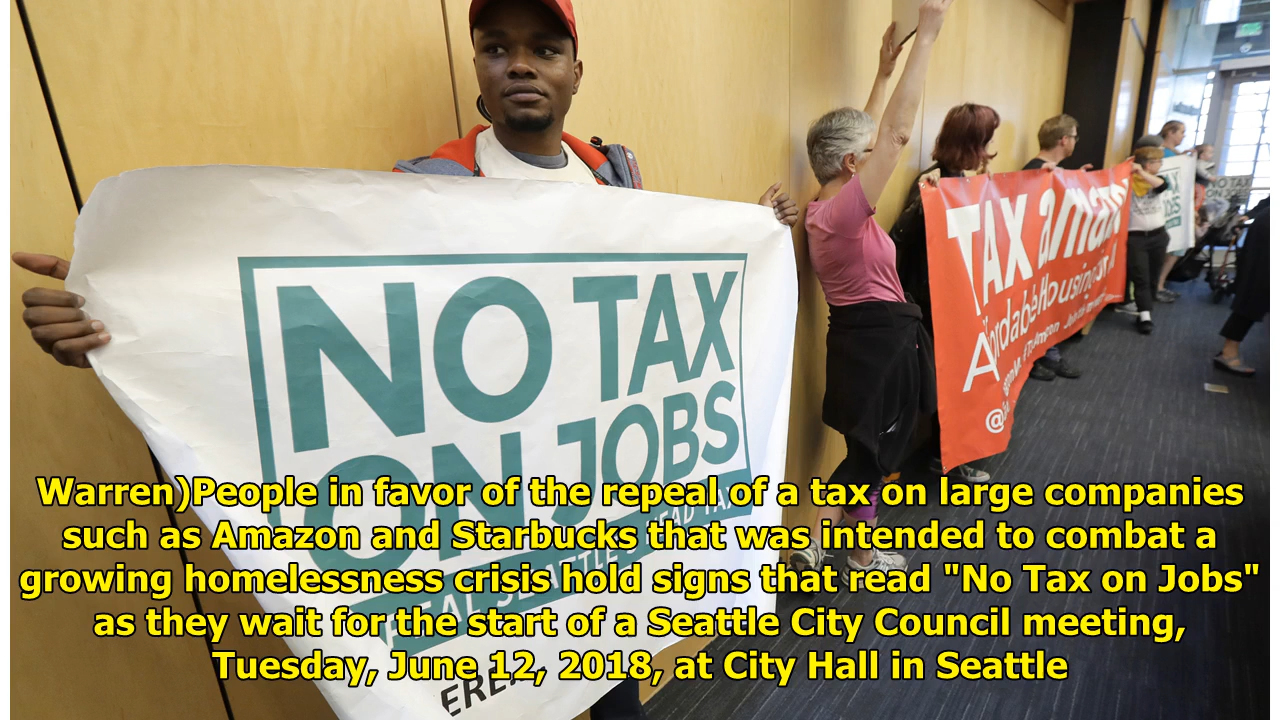 NO TAX
ON JOBS
TAX
Warren)People in favor of the repeal of a tax on large companies
such as Amazon and Starbucks that was intended to combat a
growing homelessness crisis hold signs that read "No Tax on Jobs"
as they wait for the start of a Seattle City Council meeting,
Tuesday, June 12, 2018, at City Hall in Seattle